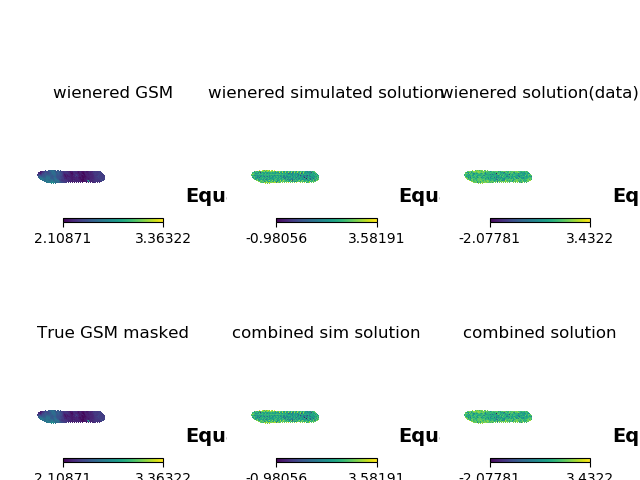 wienered GSM
wienered simulated solution
wienered solution(data)
Equ
Equ
Eq
2.10871 3.36322
-0.98056 3.58191
-2.07781 3.4322
True GSM masked
combined sim solution
combined solution
Equ
Equ
Eq
2.10871 3.36322
-0.98056 3.58191
-2.07781 3.4322